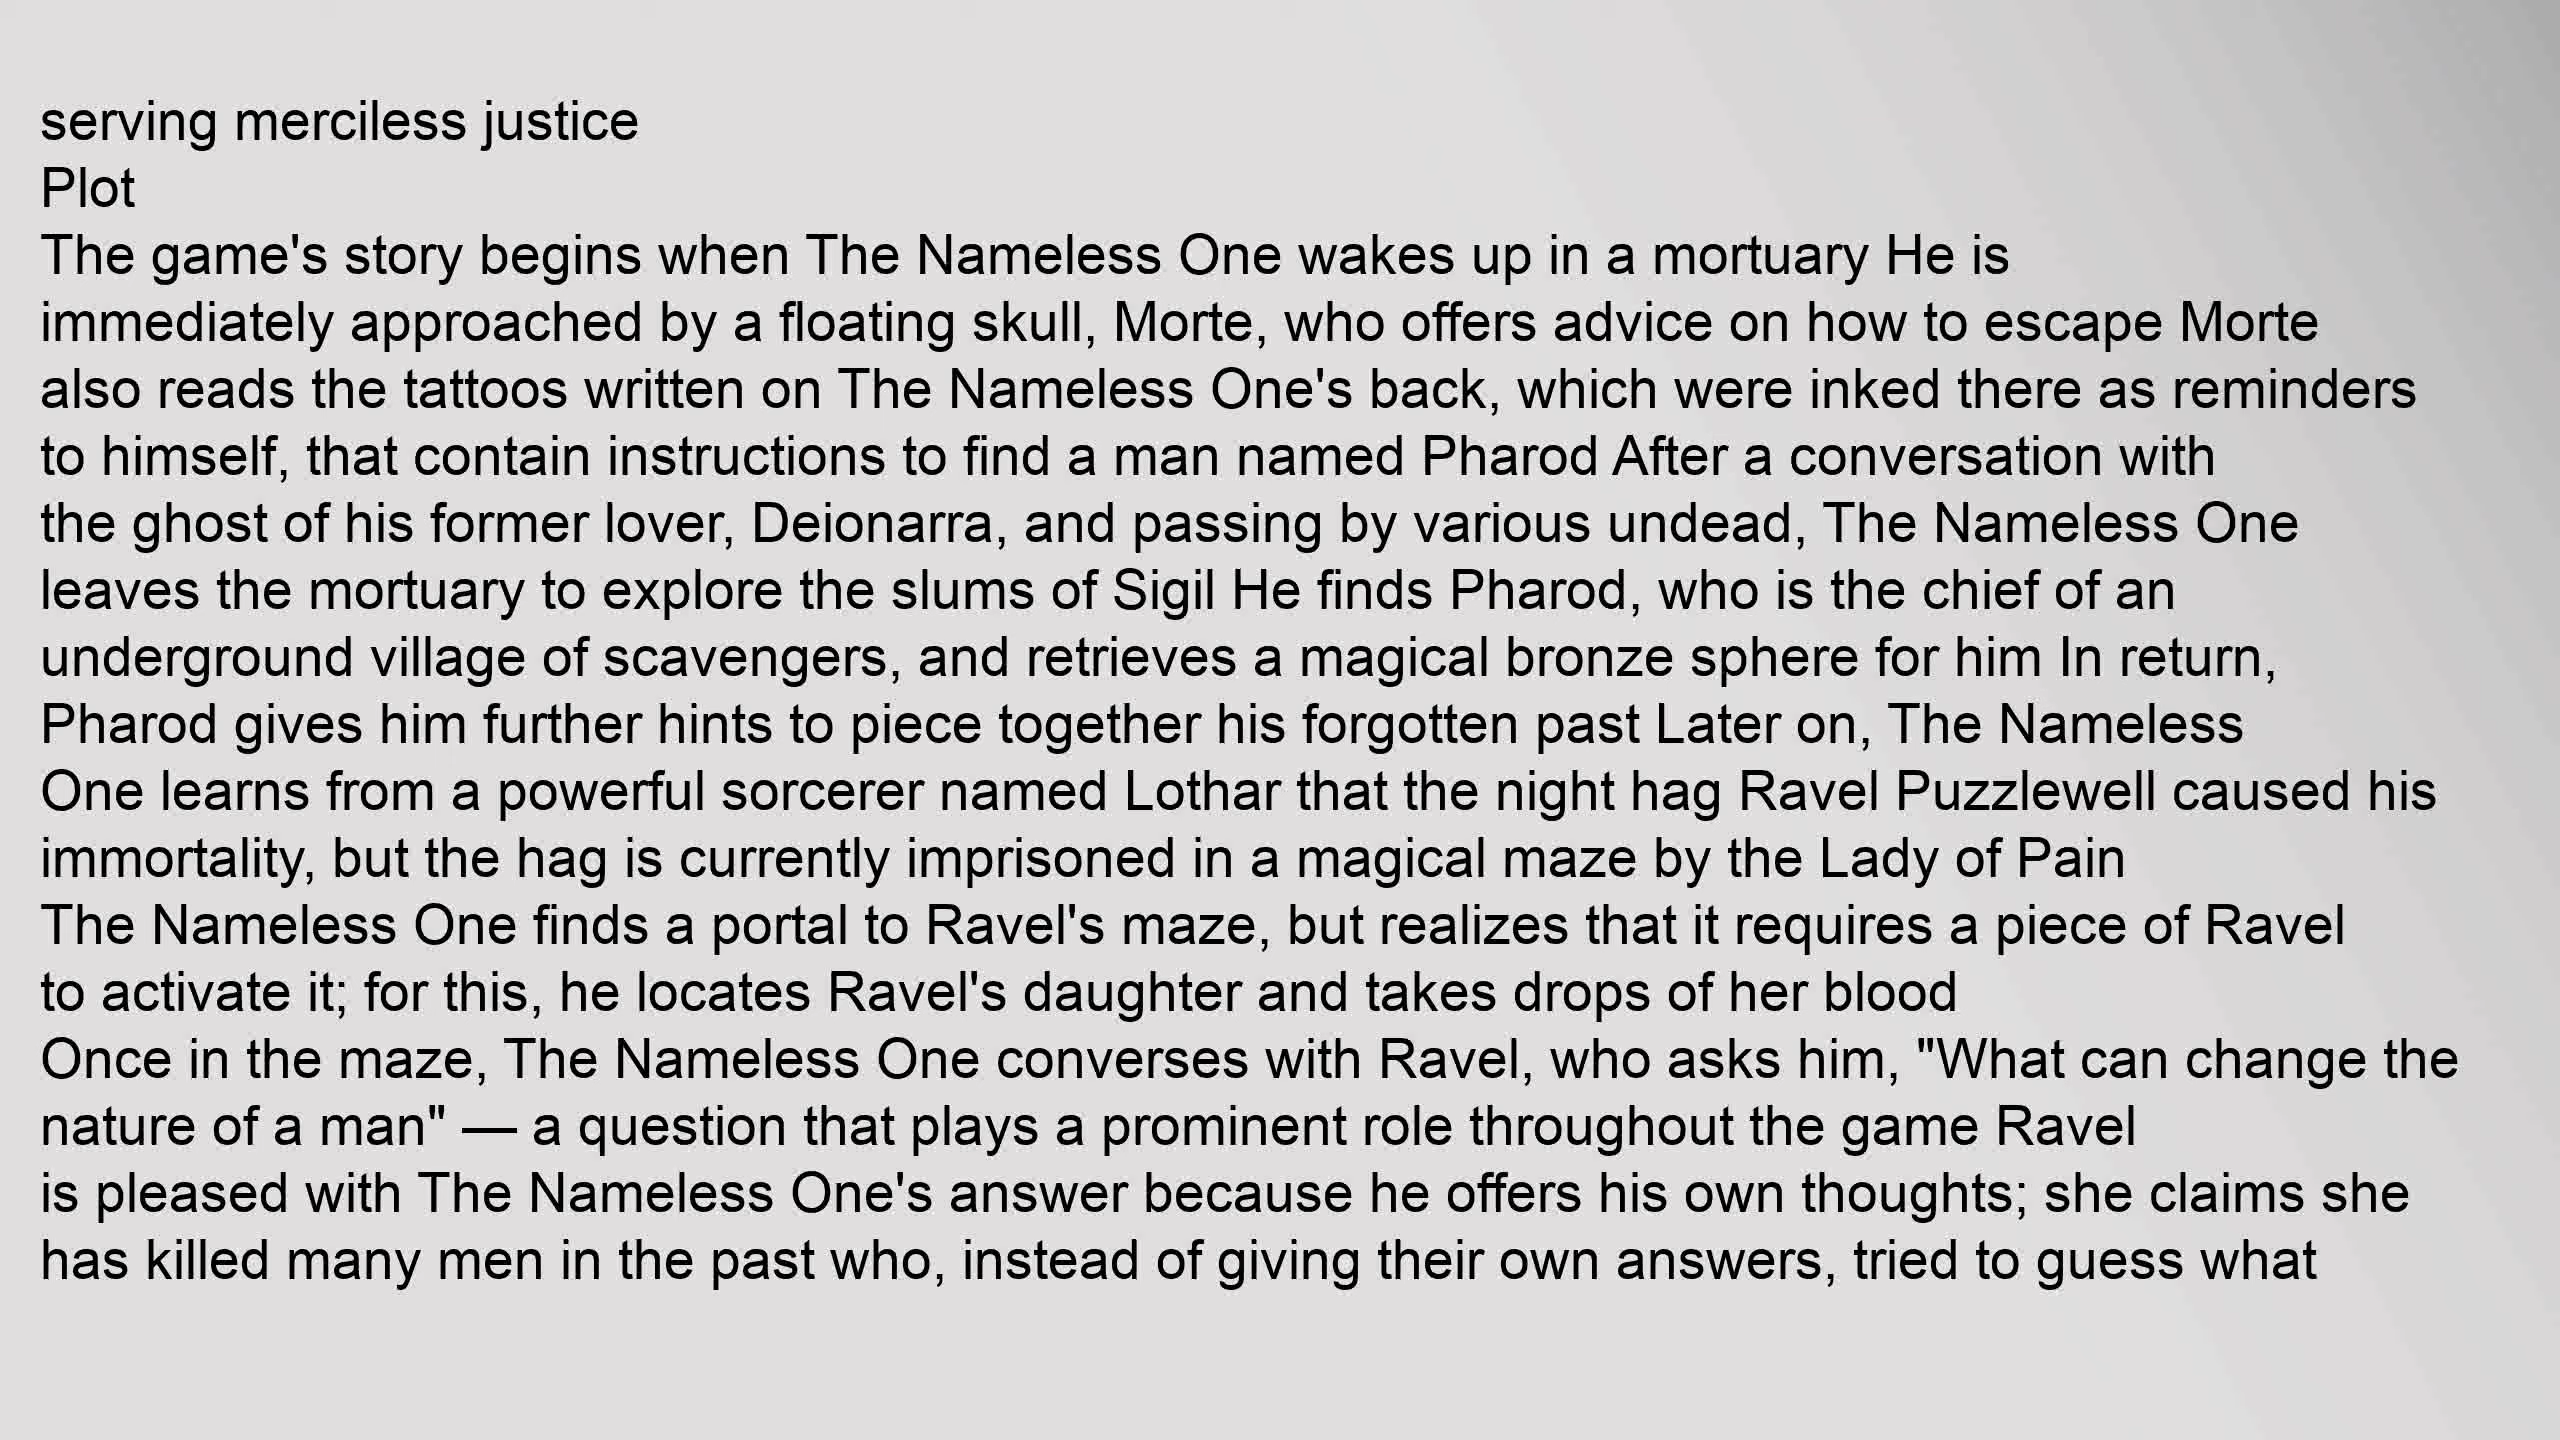 serving merciless justice
Plot
The game's story begins when The Nameless One wakes up in a mortuary He is
immediately approached by a floating skull, Morte, who offers advice on how to escape Morte
also reads the tattoos written on The Nameless One's back, which were inked there as reminders
to himself, that contain instructions to find a man named Pharod After a conversation with
the ghost of his former lover, Deionarra, and passing by various undead, The Nameless One
leaves the mortuary to explore the slums of Sigil He finds Pharod, who is the chief of an
underground village of scavengers, and retrieves a magical bronze sphere for him In return,
Pharod gives him further hints to piece together his forgotten past Later on, The Nameless
One learns from a powerful sorcerer named Lothar that the night hag Ravel Puzzlewell caused his
immortality, but the hag is currently imprisoned in a magical maze by the Lady of Pain
The Nameless One finds a portal to Ravel's maze, but realizes that it requires a piece of Ravel
to activate it; for this, he locates Ravel's daughter and takes drops of her blood
Once in the maze, The Nameless One converses with Ravel, who asks him, "What can change the
nature of a man" — a question that plays a prominent role throughout the game Ravel
is pleased with The Nameless One's answer because he offers his own thoughts; she claims she
has killed many men in the past who, instead of giving their own answers, tried to guess what